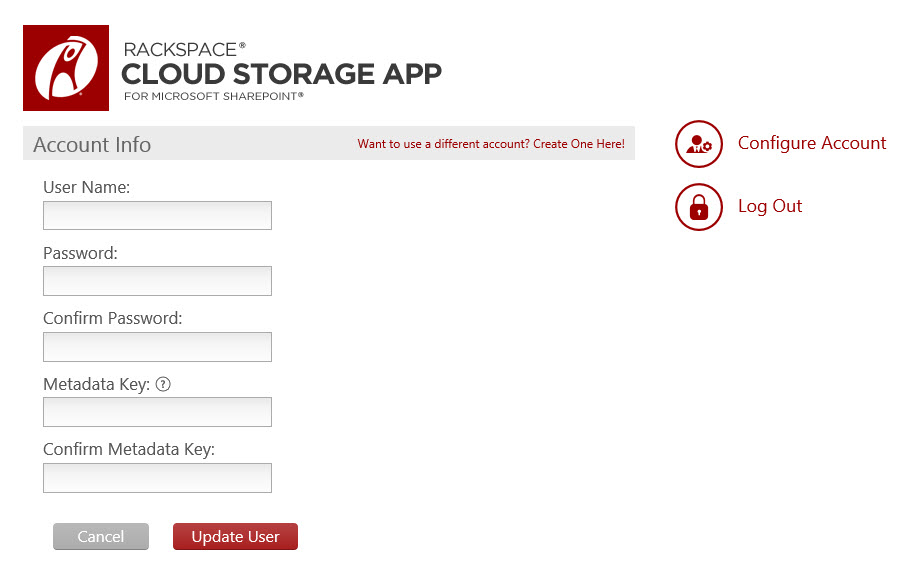 RACKSPACE®
CLOUD STORAGE APP
FOR MICROSOFT SHAREPOINT®
Account Info
Want to use a different account? Create One Here!
Configure Account
Log Out
User Name:
Password:
Confirm Password:
Metadata Key: ?
Confirm Metadata Key:
Cancel
Update User